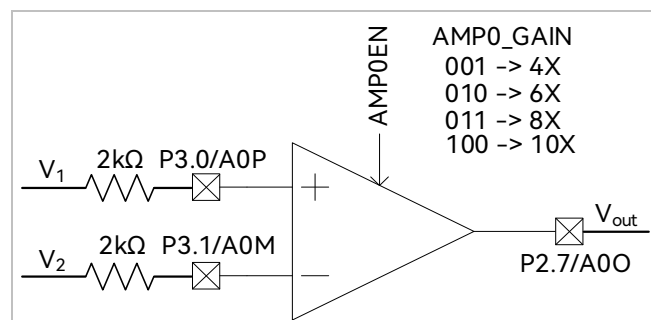 AMP0EN
AMP0_GAIN
001 -> 4X
010 -> 6X
011 -> 8X
100 -> 10X
V1 2kΩ P3.0/A0P
+
V2 2kΩ P3.1/A0M
−
Vout
P2.7/A0O